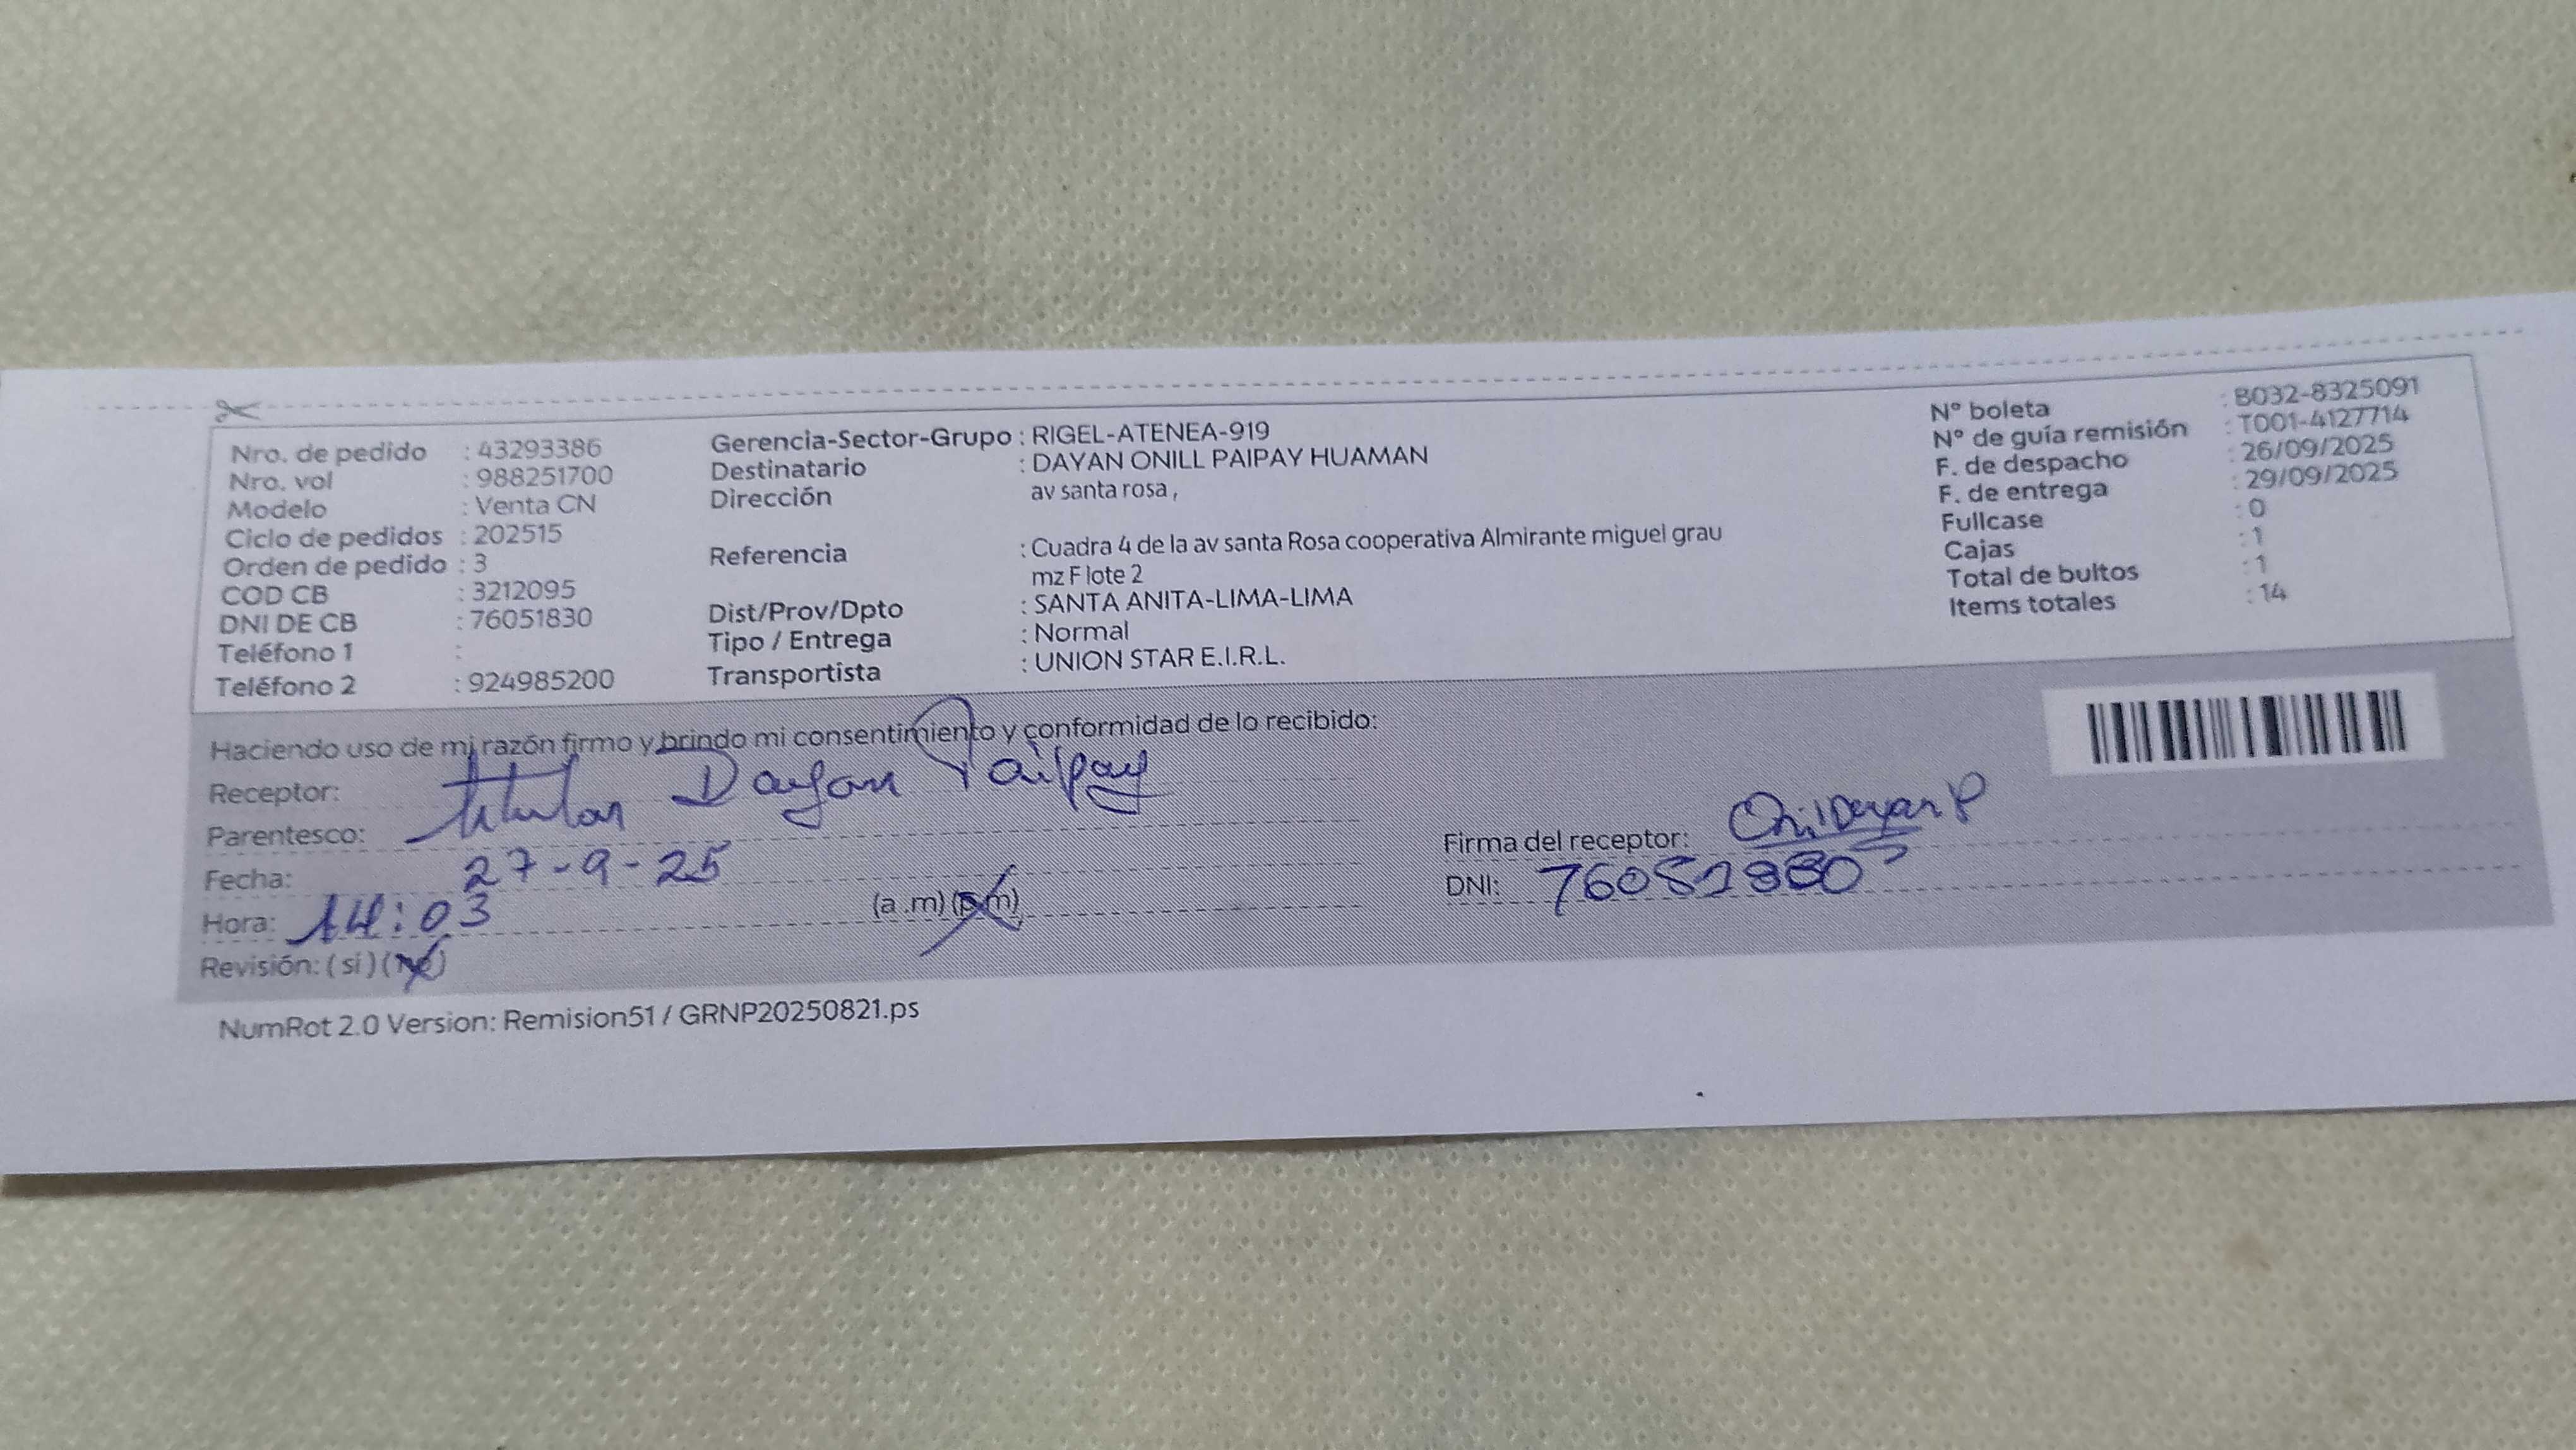 Nro. de pedido : 43293386
Nro. vol : 988251700
Modelo : Venta CN
Ciclo de pedidos : 202515
Orden de pedido : 3
COD CB : 3212095
DNI DE CB : 76051830
Teléfono 1 :
Teléfono 2 : 924985200
Gerencia-Sector-Grupo : RIGEL-ATENEA-919
Destinatario : DAYAN ONILL PAIPAY HUAMAN
Dirección av santa rosa ,
Referencia : Cuadra 4 de la av santa Rosa cooperativa Almirante miguel grau
mz F lote 2
Dist/Prov/Dpto : SANTA ANITA-LIMA-LIMA
Tipo / Entrega : Normal
Transportista : UNION STAR E.I.R.L.
N° boleta : B032-8325091
N° de guía remisión : T001-4127714
F. de despacho : 26/09/2025
F. de entrega : 29/09/2025
Fullcase : 0
Cajas : 1
Total de bultos : 1
Items totales : 14
Haciendo uso de mi razón firmo y brindo mi consentimiento y conformidad de lo recibido:
Receptor: Dayan Paipay
Parentesco: titular
Fecha: 27-9-25
Hora: 14:03 (a .m) (p.m)
Revisión: ( si ) ( no )
Firma del receptor:
DNI:
NumRot 2.0 Version: Remision51 / GRNP20250821.ps